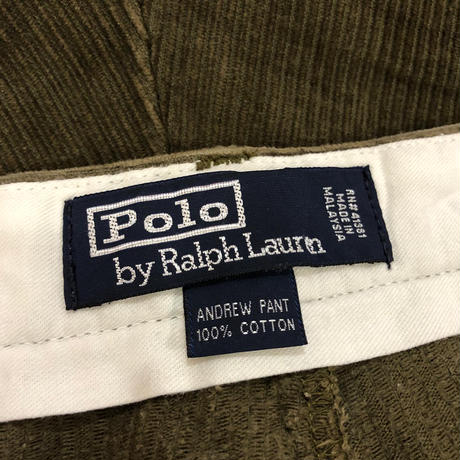 Polo
by Ralph Lauren
RN#41381
MADE IN
MALAYSIA
ANDREW PANT
100% COTTON